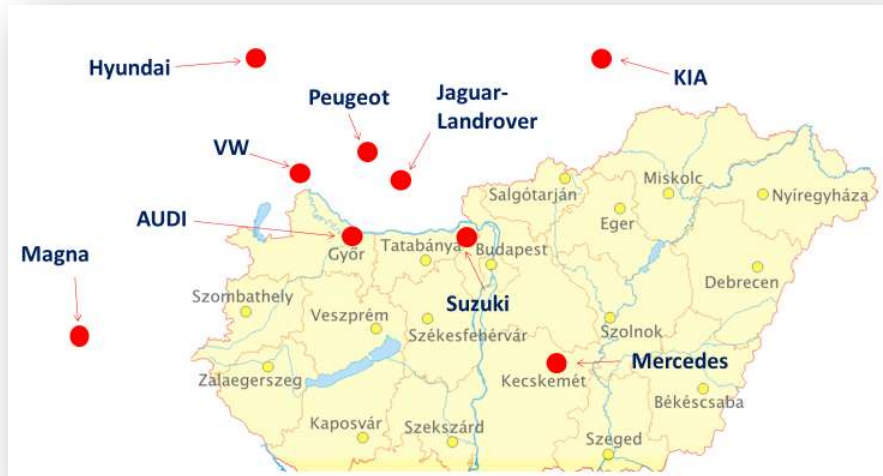 Hyundai
KIA
Peugeot
Jaguar-
Landrover
VW
AUDI
Magna
Salgótarján
Miskolc
Nyíregyháza
Eger
Győr
Tatabánya
Budapest
Debrecen
Szombathely
Suzuki
Veszprém
Székesfehérvár
Szolnok
Mercedes
Zalaegerszeg
Kecskemét
Békéscsaba
Kaposvár
Szekszárd
Szeged